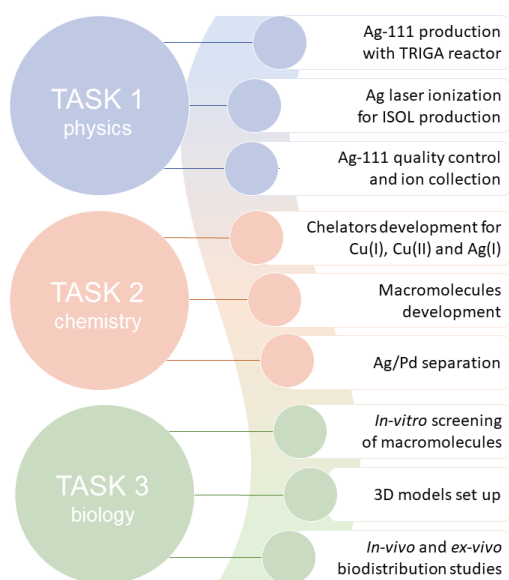 TASK 1
physics
Ag-111 production
with TRIGA reactor
Ag laser ionization
for ISOL production
Ag-111 quality control
and ion collection
TASK 2
chemistry
Chelators development for
Cu(I), Cu(II) and Ag(I)
Macromolecules
development
Ag/Pd separation
TASK 3
biology
In-vitro screening
of macromolecules
3D models set up
In-vivo and ex-vivo
biodistribution studies